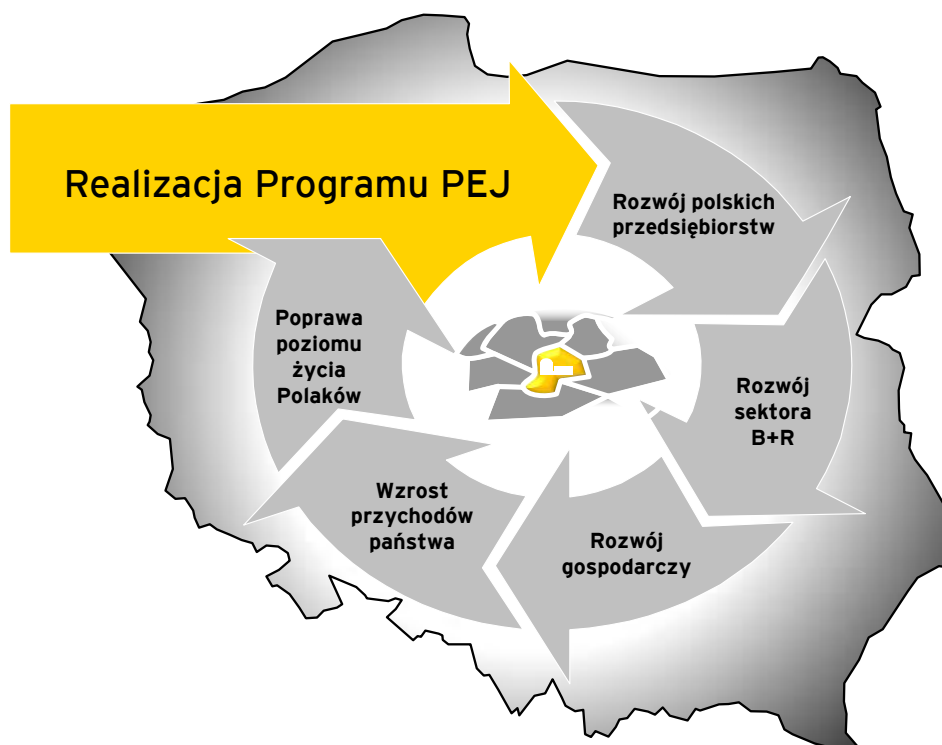 Realizacja Programu PEJ
Rozwój polskich
przedsiębiorstw
Rozwój
sektora
B+R
Rozwój
gospodarczy
Wzrost
przychodów
państwa
Poprawa
poziomu
życia
Polaków